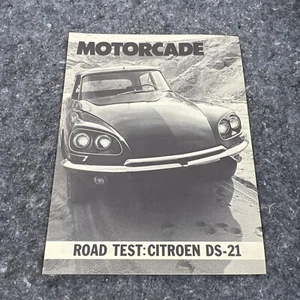 MOTORCADE
ROAD TEST: CITROEN DS-21